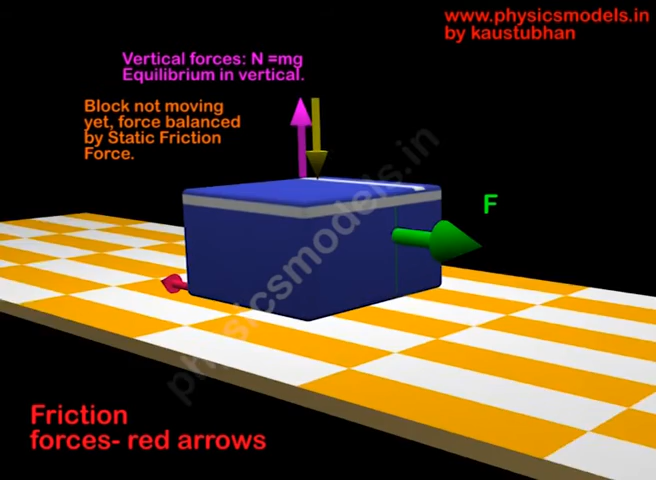 www.physicsmodels.in
by kaustubhan
Vertical forces: N =mg
Equilibrium in vertical.
Block not moving
yet, force balanced
by Static Friction
Force.
F
physicsmodels.in
Friction
forces- red arrows